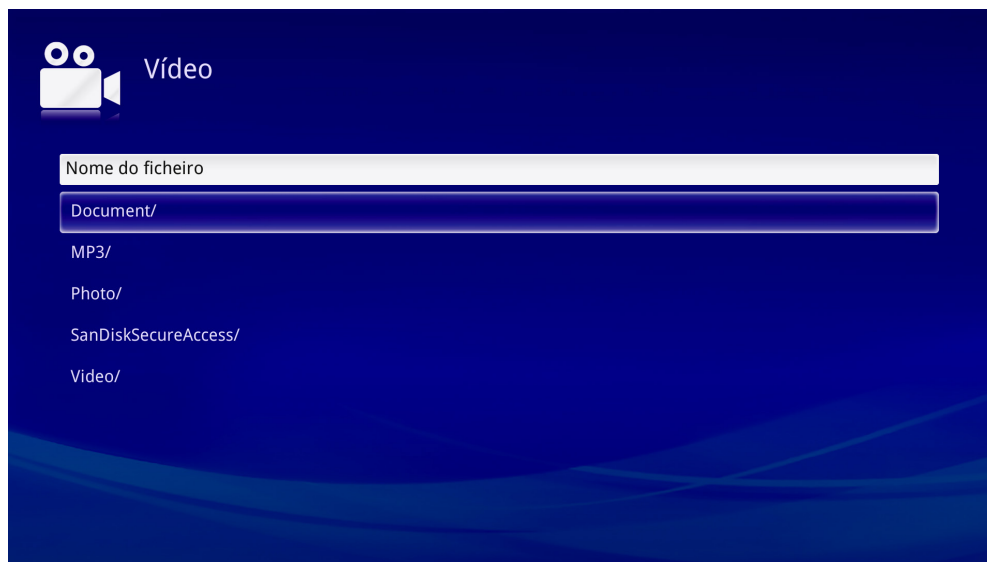 Vídeo
Nome do ficheiro
Document/
MP3/
Photo/
SanDiskSecureAccess/
Video/